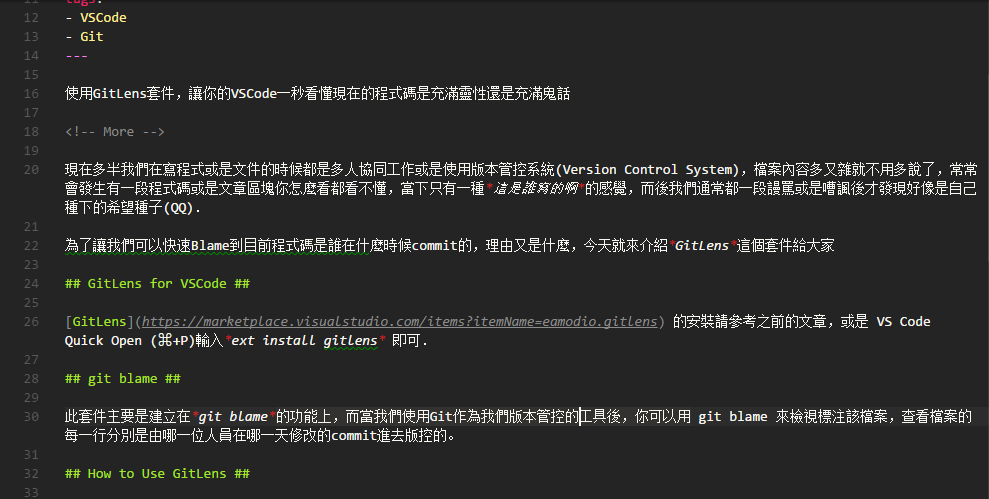 11 tags:
12 - VSCode
13 - Git
14 ---
15
16 使用GitLens套件，讓你的VSCode一秒看懂現在的程式碼是充滿靈性還是充滿鬼話
17
18 <!-- More -->
19
20 現在多半我們在寫程式或是文件的時候都是多人協同工作或是使用版本管控系統(Version Control System)，檔案內容多又雜就不用多說了，常常
會發生有一段程式碼或是文章區塊你怎麼看都看不懂，當下只有一種*這是誰寫的啊*的感覺，而後我們通常都一段謾罵或是嘈諷後才發現好像是自己
種下的希望種子(QQ).
21
22 為了讓我們可以快速Blame到目前程式碼是誰在什麼時候commit的，理由又是什麼，今天就來介紹*GitLens*這個套件給大家
23
24 ## GitLens for VSCode ##
25
26 [GitLens](https://marketplace.visualstudio.com/items?itemName=eamodio.gitlens) 的安裝請參考之前的文章，或是 VS Code
Quick Open (⌘+P)輸入*ext install gitlens* 即可.
27
28 ## git blame ##
29
30 此套件主要是建立在*git blame*的功能上，而當我們使用Git作為我們版本管控的工具後，你可以用 git blame 來檢視標注該檔案，查看檔案的
每一行分別是由哪一位人員在哪一天修改的commit進去版控的。
31
32 ## How to Use GitLens ##
33